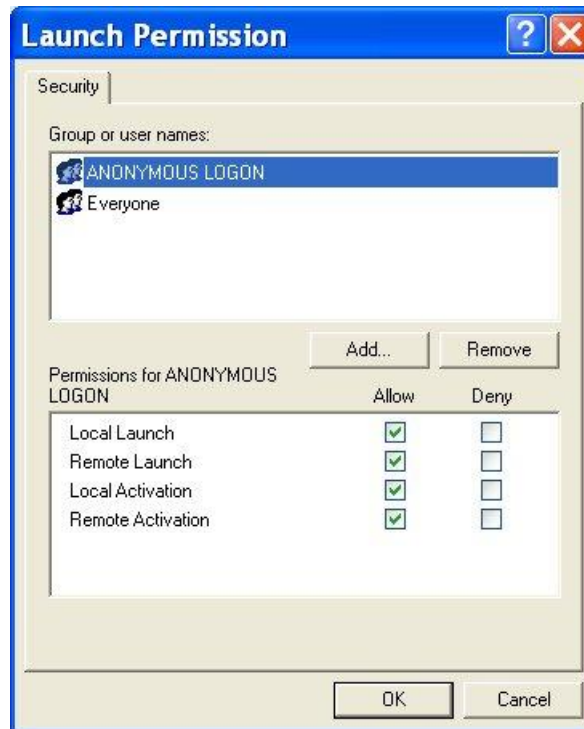 Launch Permission
Security
Group or user names:
ANONYMOUS LOGON
Everyone
Add...
Remove
Permissions for ANONYMOUS
LOGON
Allow
Deny
Local Launch
Remote Launch
Local Activation
Remote Activation
OK
Cancel